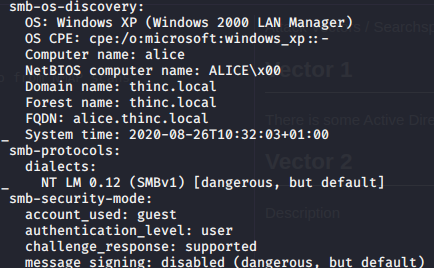 smb-os-discovery:
OS: Windows XP (Windows 2000 LAN Manager)
OS CPE: cpe:/o:microsoft:windows_xp::-
Computer name: alice
NetBIOS computer name: ALICE\x00
Domain name: thinc.local
Forest name: thinc.local
FQDN: alice.thinc.local
_ System time: 2020-08-26T10:32:03+01:00
smb-protocols:
dialects:
_ NT LM 0.12 (SMBv1) [dangerous, but default]
smb-security-mode:
account_used: guest
authentication_level: user
challenge_response: supported
message_signing: disabled (dangerous, but default)
/ Searchsp
Vector 1
There is some Active Dire
Vector 2
Description